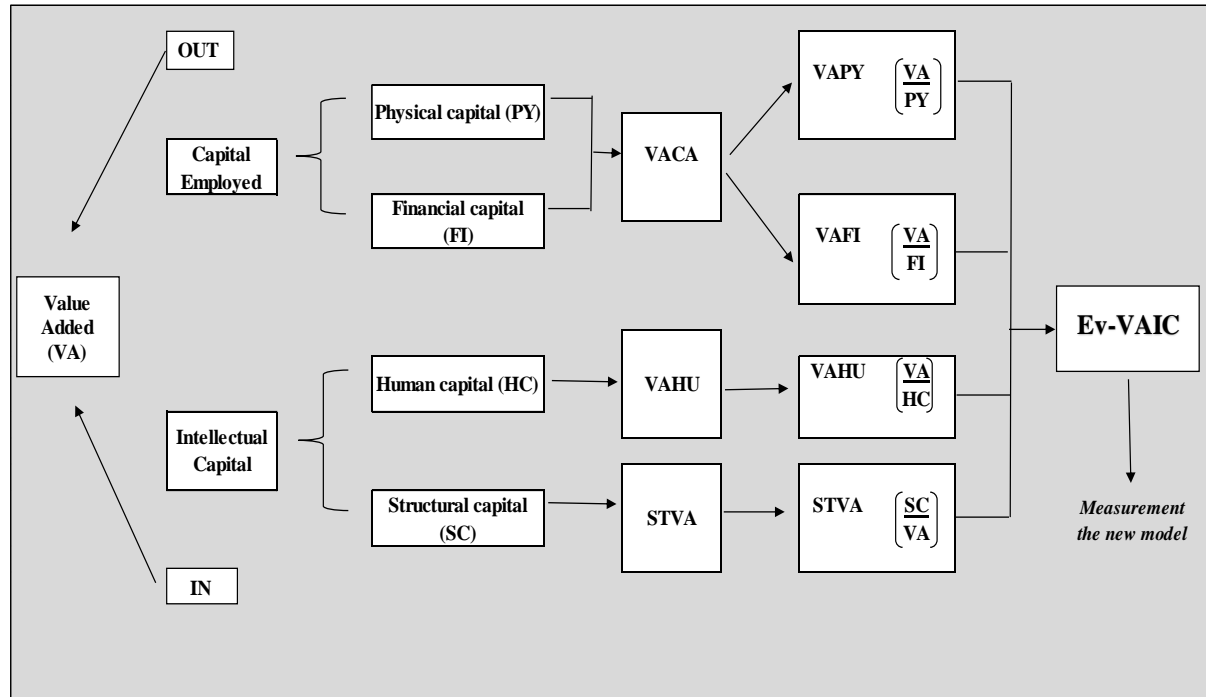 OUT
Value
Added
(VA)
IN
Capital
Employed
Intellectual
Capital
Physical capital (PY)
Financial capital
(FI)
Human capital (HC)
Structural capital
(SC)
VACA
VAHU
STVA
VAPY
VA
PY
VAFI
VA
FI
VAHU
VA
HC
STVA
SC
VA
Ev-VAIC
Measurement
the new model